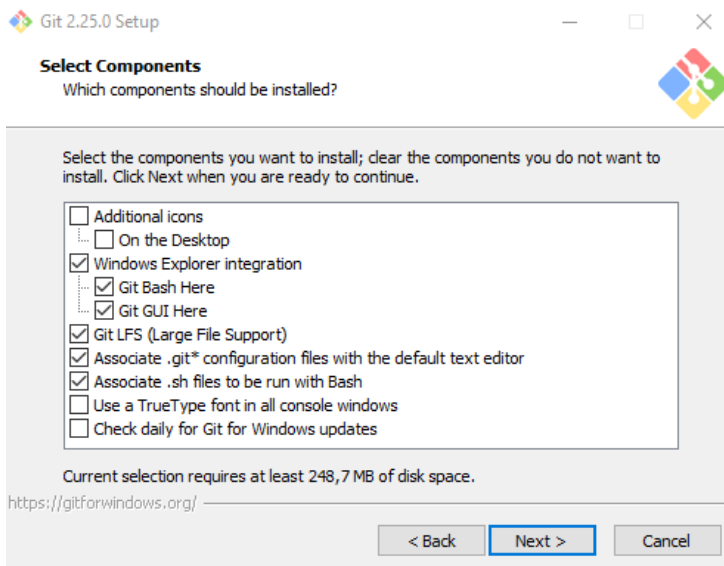 Git 2.25.0 Setup
Select Components
Which components should be installed?
Select the components you want to install; clear the components you do not want to
install. Click Next when you are ready to continue.
Additional icons
On the Desktop
Windows Explorer integration
Git Bash Here
Git GUI Here
Git LFS (Large File Support)
Associate .git* configuration files with the default text editor
Associate .sh files to be run with Bash
Use a TrueType font in all console windows
Check daily for Git for Windows updates
Current selection requires at least 248,7 MB of disk space.
https://gitforwindows.org/
< Back Next > Cancel